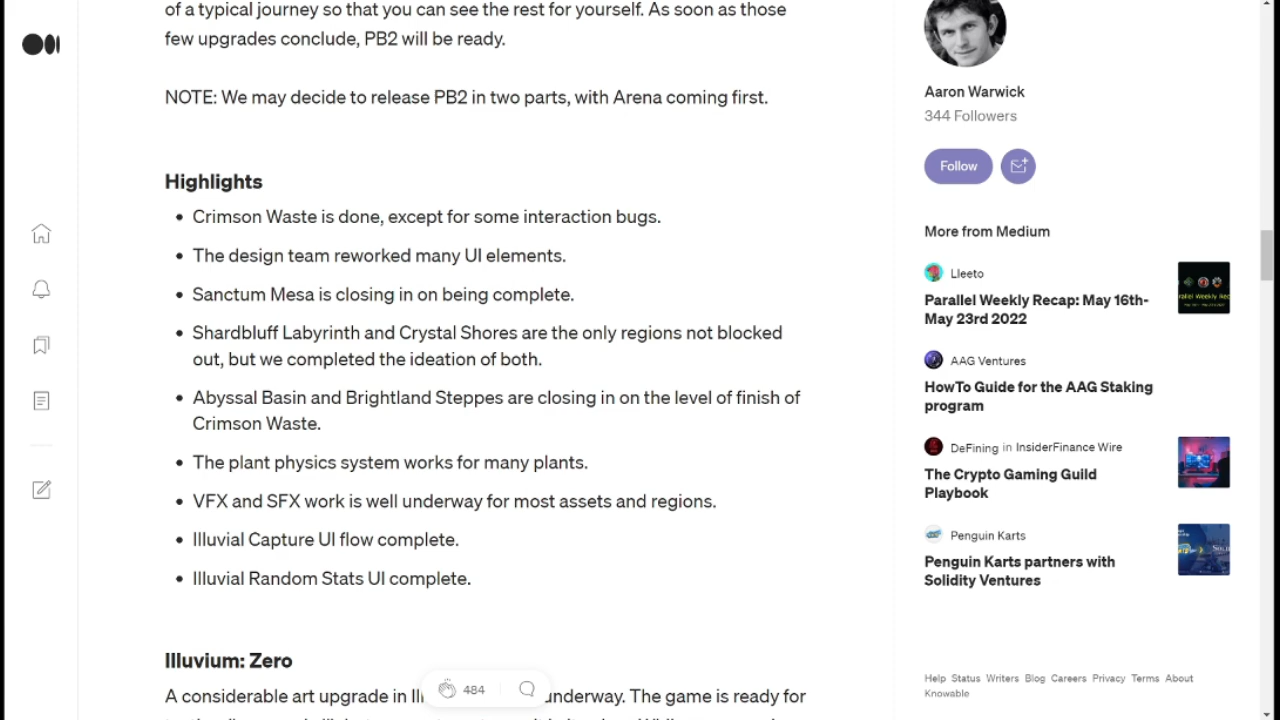 of a typical journey so that you can see the rest for yourself. As soon as those
few upgrades conclude, PB2 will be ready.
NOTE: We may decide to release PB2 in two parts, with Arena coming first.
Highlights
Crimson Waste is done, except for some interaction bugs.
The design team reworked many UI elements.
Sanctum Mesa is closing in on being complete.
Shardbluff Labyrinth and Crystal Shores are the only regions not blocked
out, but we completed the ideation of both.
Abyssal Basin and Brightland Steppes are closing in on the level of finish of
Crimson Waste.
The plant physics system works for many plants.
VFX and SFX work is well underway for most assets and regions.
Illuvial Capture UI flow complete.
Illuvial Random Stats UI complete.
Illuvium: Zero
A considerable art upgrade in underway. The game is ready for
484
Aaron Warwick
344 Followers
Follow
More from Medium
Lleeto
Parallel Weekly Recap: May 16th-
May 23rd 2022
AAG Ventures
HowTo Guide for the AAG Staking
program
DeFining in InsiderFinance Wire
The Crypto Gaming Guild
Playbook
Penguin Karts
Penguin Karts partners with
Solidity Ventures
Help Status Writers Blog Careers Privacy Terms About
Knowable